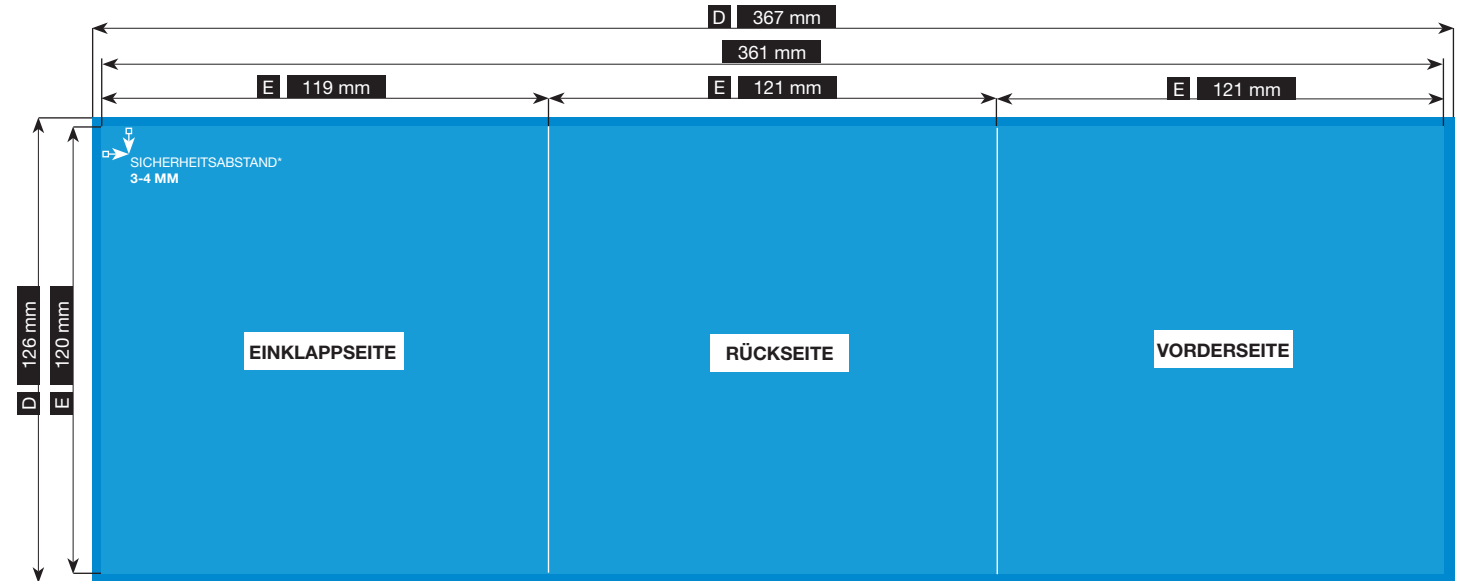 D 367 mm
361 mm
E 119 mm
E 121 mm
E 121 mm
SICHERHEITSABSTAND*
3-4 MM
D 126 mm
E 120 mm
EINKLAPPSEITE
RÜCKSEITE
VORDERSEITE